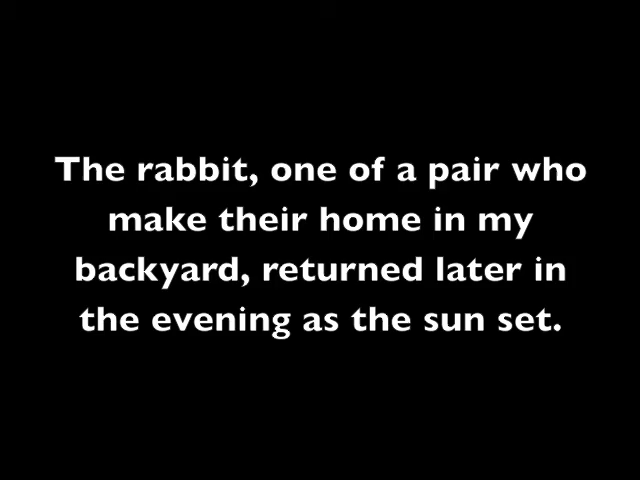 The rabbit, one of a pair who
make their home in my
backyard, returned later in
the evening as the sun set.